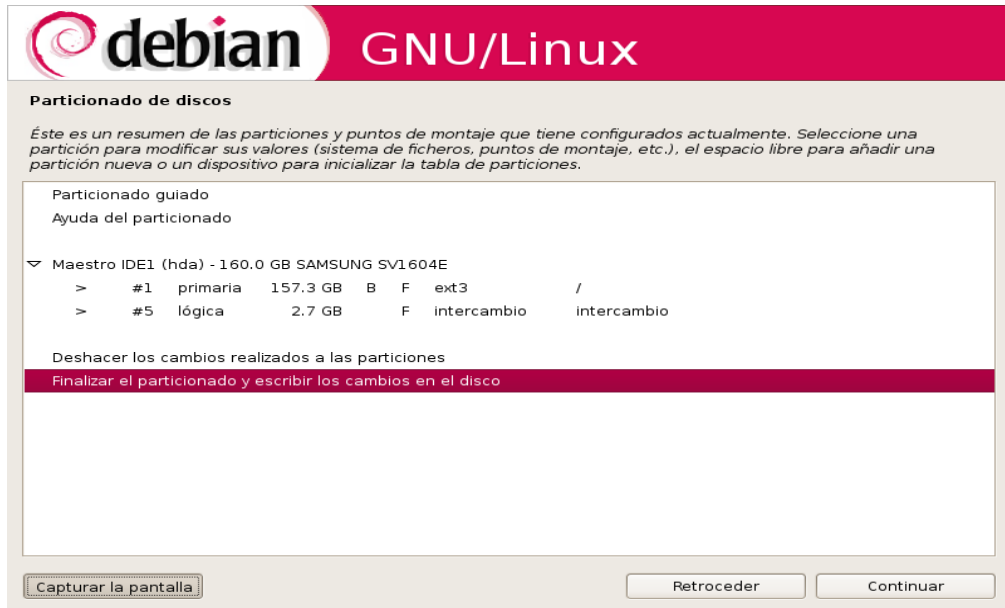 debian GNU/Linux
Particionado de discos
Éste es un resumen de las particiones y puntos de montaje que tiene configurados actualmente. Seleccione una
partición para modificar sus valores (sistema de ficheros, puntos de montaje, etc.), el espacio libre para añadir una
partición nueva o un dispositivo para inicializar la tabla de particiones.
Particionado guiado
Ayuda del particionado
Maestro IDE1 (hda) - 160.0 GB SAMSUNG SV1604E
> #1 primaria 157.3 GB B F ext3 /
> #5 lógica 2.7 GB F intercambio intercambio
Deshacer los cambios realizados a las particiones
Finalizar el particionado y escribir los cambios en el disco
Capturar la pantalla Retroceder Continuar